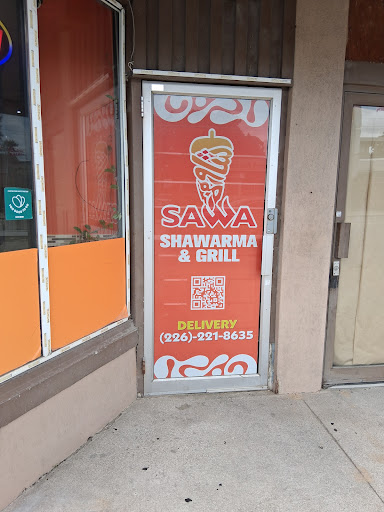 SAWA
SHAWARMA
& GRILL
DELIVERY
(226)-221-8635